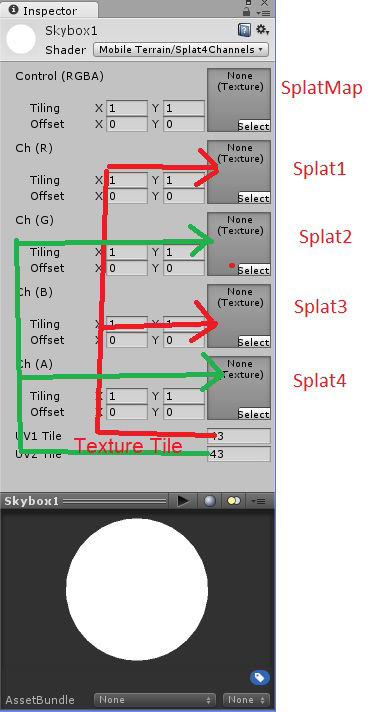 Inspector
Skybox1
Shader Mobile Terrain/Splat4Channels
Control (RGBA)
None
(Texture)
SplatMap
Tiling X 1 Y 1
Offset X 0 Y 0
Select
Ch (R)
None
(Texture)
Splat1
Tiling X 1 Y 1
Offset X 0 Y 0
Select
Ch (G)
None
(Texture)
Splat2
Tiling X 1 Y 1
Offset X 0 Y 0
Select
Ch (B)
None
(Texture)
Splat3
Tiling X 1 Y 1
Offset X 0 Y 0
Select
Ch (A)
None
(Texture)
Splat4
Tiling X 1 Y 1
Offset X 0 Y 0
Select
UV1 Tile
Texture Tile
UV2 Tile 43
Skybox1
AssetBundle None None